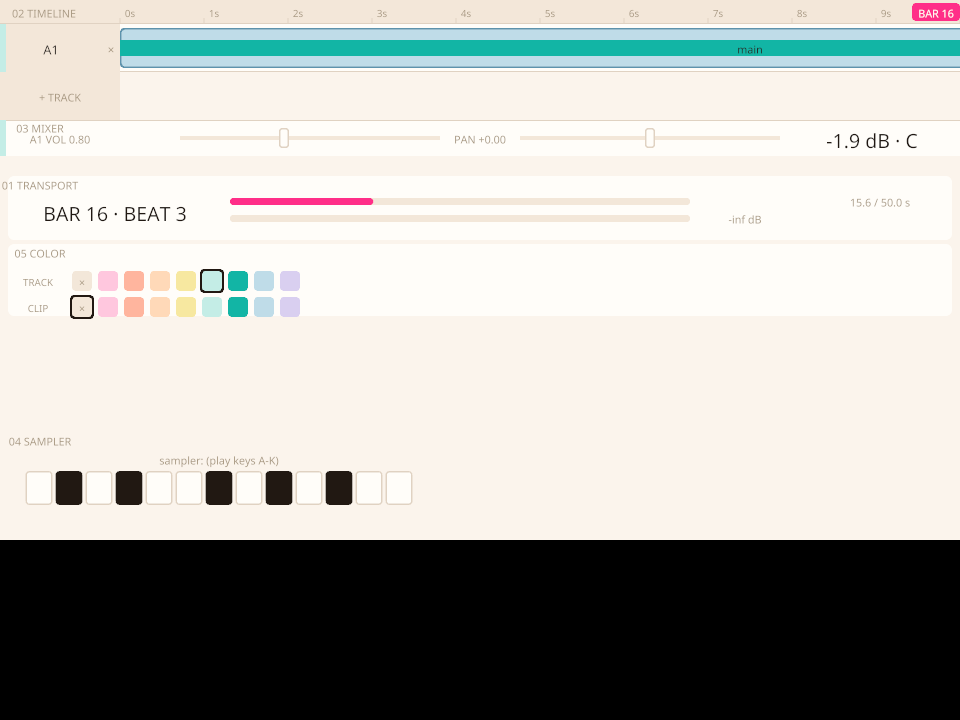 02 TIMELINE 0s 1s 2s 3s 4s 5s 6s 7s 8s 9s BAR 16
A1 × main
+ TRACK
03 MIXER
A1 VOL 0.80 PAN +0.00 -1.9 dB · C
01 TRANSPORT
BAR 16 · BEAT 3 15.6 / 50.0 s
-inf dB
05 COLOR
TRACK ×
CLIP ×
04 SAMPLER
sampler: (play keys A-K)